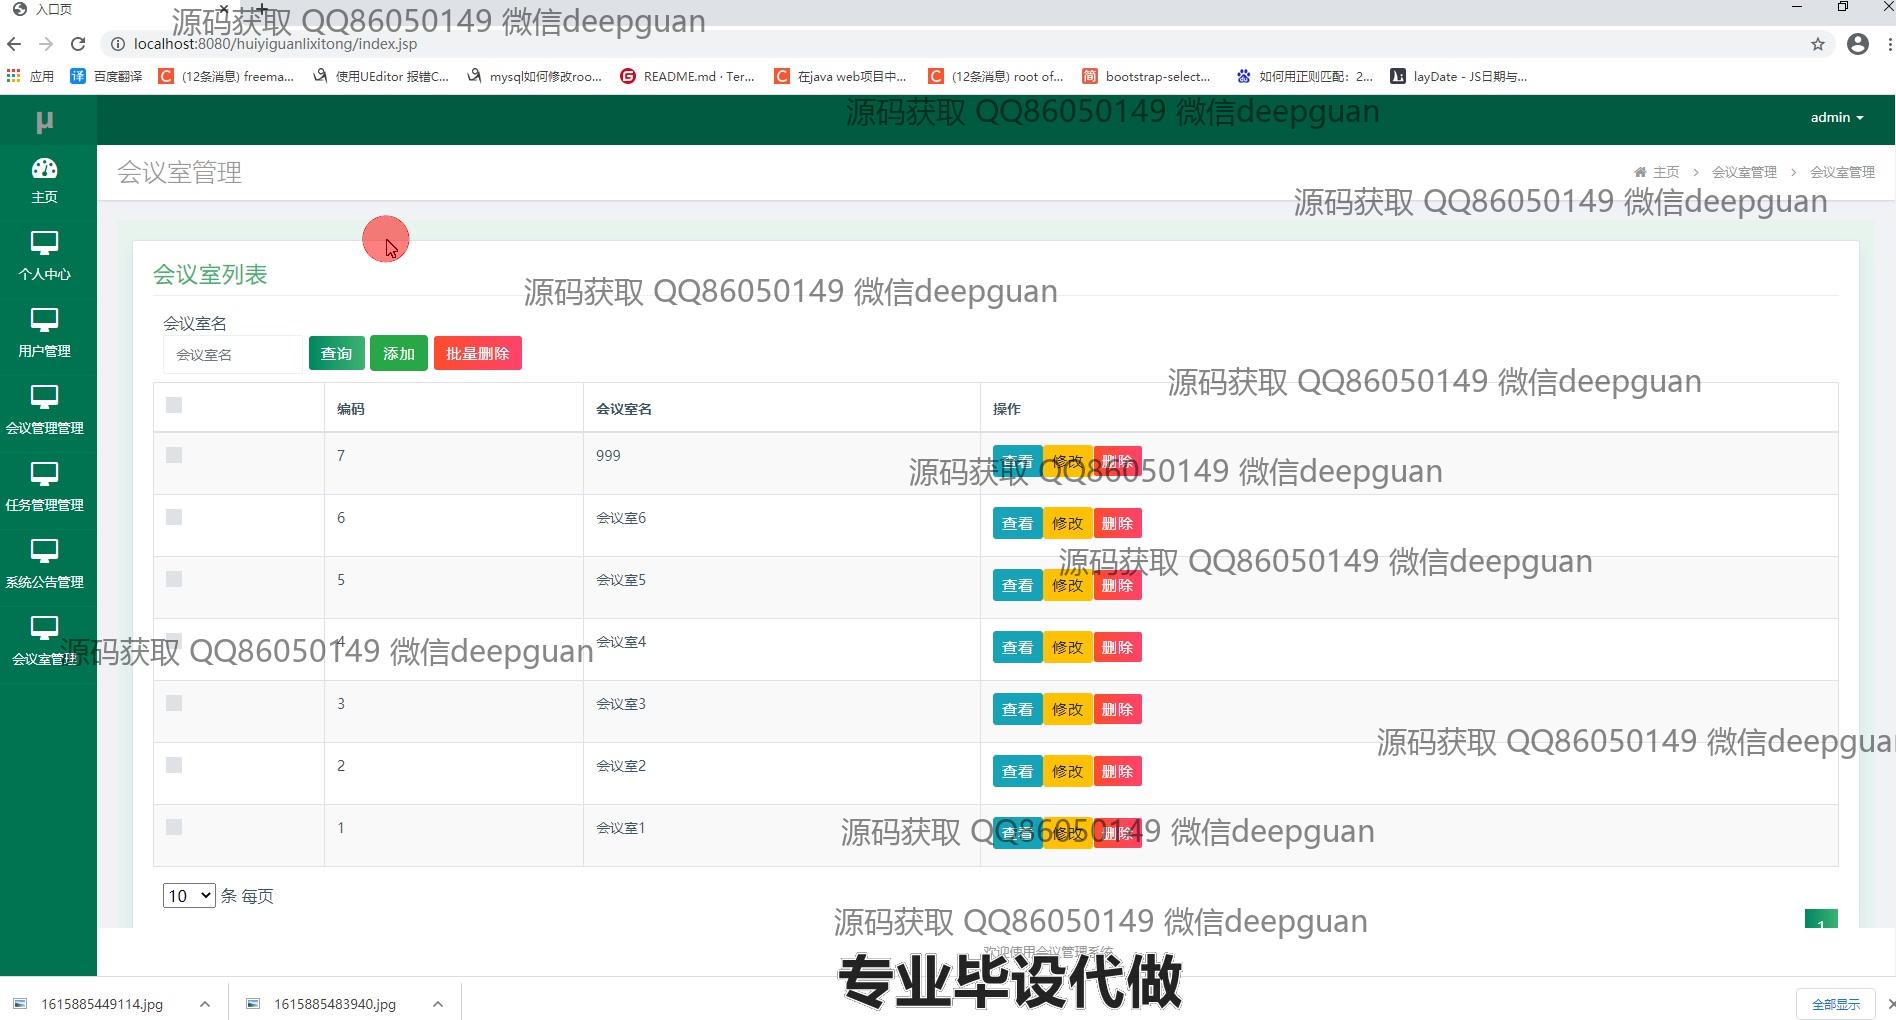 入口页
源码获取 QQ86050149 微信deepguan
localhost:8080/huiyiguanlixitong/index.jsp
应用 百度翻译 (12条消息) freema... 使用UEditor 报错C... mysql如何修改roo... README.md · Ter... 在java web项目中... (12条消息) root of... bootstrap-select... 如何用正则匹配：2... layDate - JS日期与...
μ
源码获取 QQ86050149 微信deepguan
admin
会议室管理
主页 > 会议室管理 > 会议室管理
源码获取 QQ86050149 微信deepguan
主页
个人中心
用户管理
会议管理管理
任务管理管理
系统公告管理
会议室管理
会议室列表
源码获取 QQ86050149 微信deepguan
会议室名
会议室名 查询 添加 批量删除
源码获取 QQ86050149 微信deepguan
编码 会议室名 操作
7 999 查看 修改 删除
源码获取 QQ86050149 微信deepguan
6 会议室6 查看 修改 删除
源码获取 QQ86050149 微信deepguan
5 会议室5 查看 修改 删除
4 会议室4 查看 修改 删除
源码获取 QQ86050149 微信deepguan
3 会议室3 查看 修改 删除
源码获取 QQ86050149 微信deepguan
2 会议室2 查看 修改 删除
1 会议室1 查看 修改 删除
源码获取 QQ86050149 微信deepguan
10 条 每页
1
源码获取 QQ86050149 微信deepguan
欢迎使用会议管理系统
专业毕设代做
1615885449114.jpg 1615885483940.jpg 全部显示